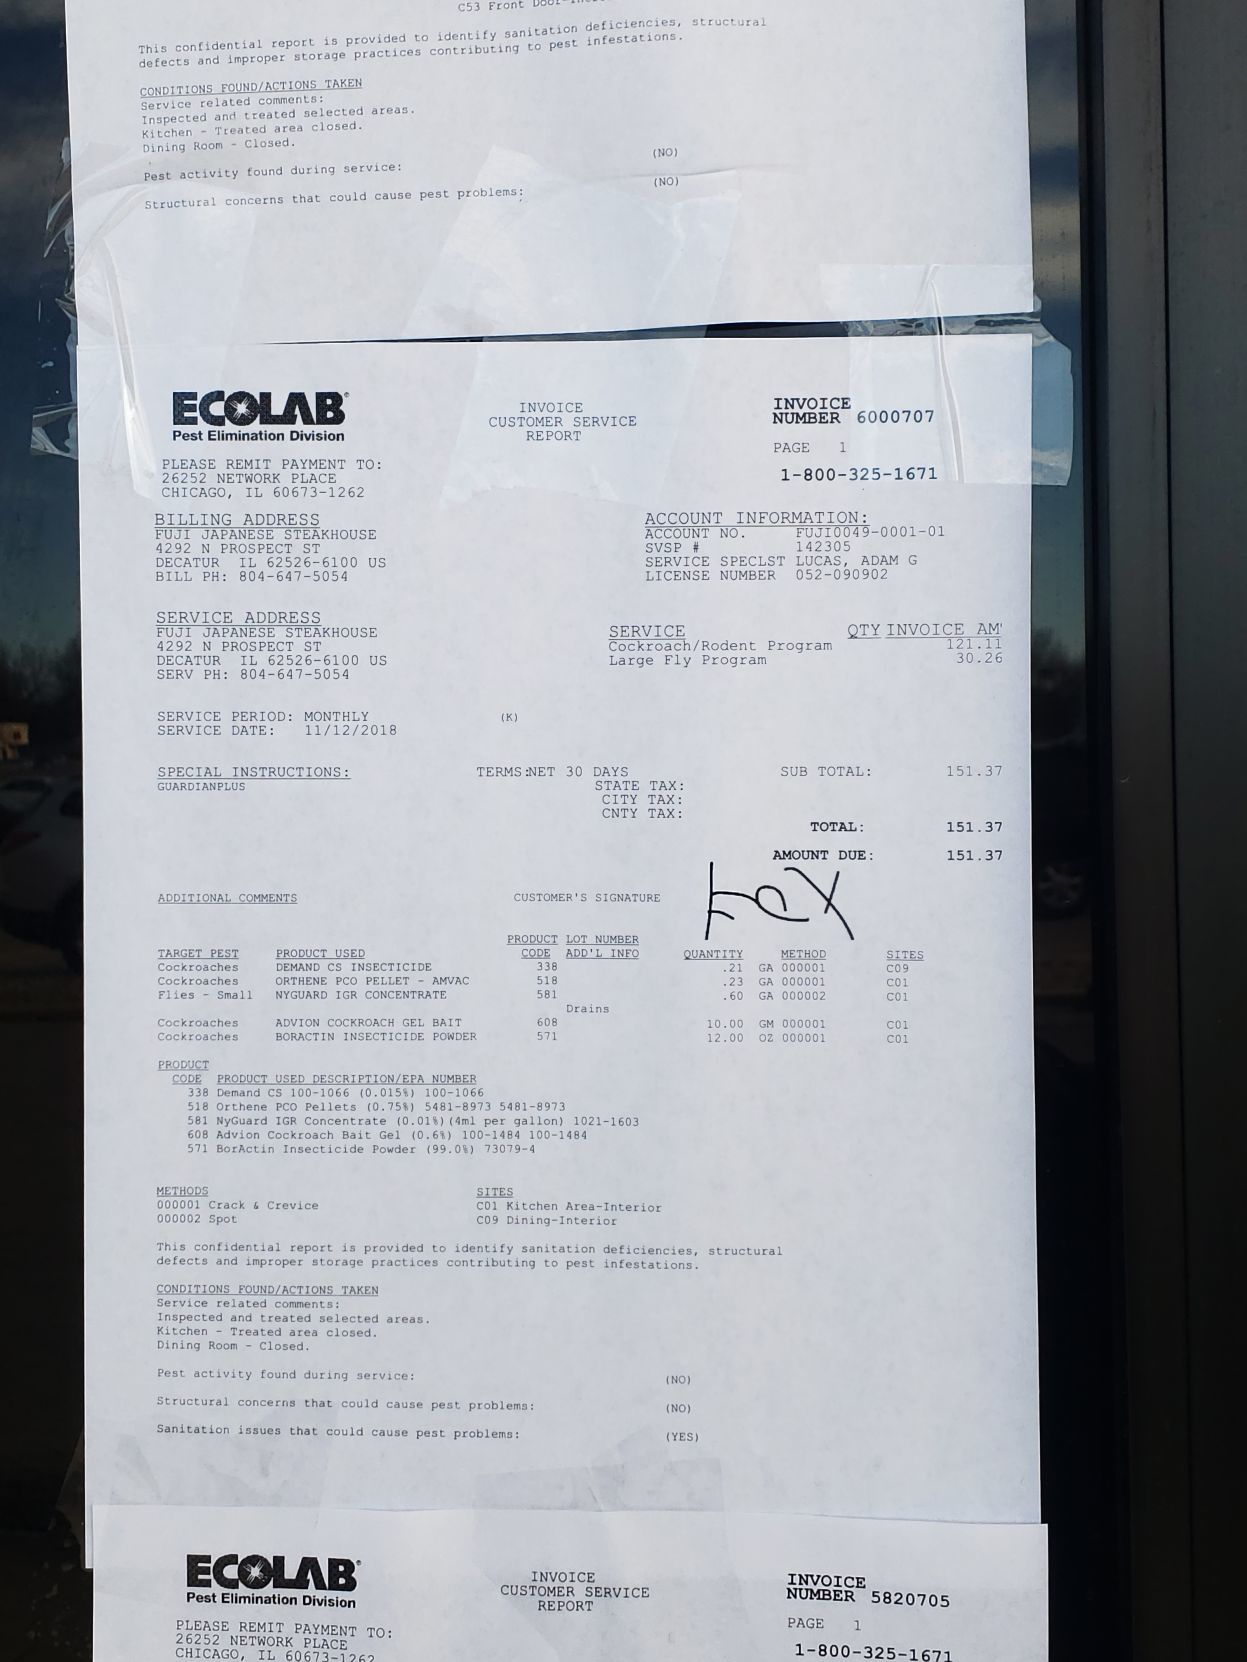 C53 Front
This confidential report is provided to identify sanitation deficiencies, structural
defects and improper storage practices contributing to pest infestations.
CONDITIONS FOUND/ACTIONS TAKEN
Service related comments:
Inspected and treated selected areas.
Kitchen - Treated area closed.
Dining Room - Closed.
Pest activity found during service: (NO)
Structural concerns that could cause pest problems: (NO)
ECOLAB®
Pest Elimination Division
INVOICE
CUSTOMER SERVICE
REPORT
INVOICE
NUMBER 6000707
PAGE 1
1-800-325-1671
PLEASE REMIT PAYMENT TO:
26252 NETWORK PLACE
CHICAGO, IL 60673-1262
BILLING ADDRESS
FUJI JAPANESE STEAKHOUSE
4292 N PROSPECT ST
DECATUR IL 62526-6100 US
BILL PH: 804-647-5054
ACCOUNT INFORMATION:
ACCOUNT NO. FUJI0049-0001-01
SVSP # 142305
SERVICE SPECLST LUCAS, ADAM G
LICENSE NUMBER 052-090902
SERVICE ADDRESS
FUJI JAPANESE STEAKHOUSE
4292 N PROSPECT ST
DECATUR IL 62526-6100 US
SERV PH: 804-647-5054
SERVICE QTY INVOICE AM'
Cockroach/Rodent Program 121.11
Large Fly Program 30.26
SERVICE PERIOD: MONTHLY (K)
SERVICE DATE: 11/12/2018
SPECIAL INSTRUCTIONS:
GUARDIANPLUS
TERMS:NET 30 DAYS
STATE TAX:
CITY TAX:
CNTY TAX:
SUB TOTAL: 151.37
TOTAL: 151.37
AMOUNT DUE: 151.37
ADDITIONAL COMMENTS CUSTOMER'S SIGNATURE
PRODUCT LOT NUMBER
TARGET PEST PRODUCT USED CODE ADD'L INFO QUANTITY METHOD SITES
Cockroaches DEMAND CS INSECTICIDE 338 .21 GA 000001 C09
Cockroaches ORTHENE PCO PELLET - AMVAC 518 .23 GA 000001 C01
Flies - Small NYGUARD IGR CONCENTRATE 581 .60 GA 000002 C01
Drains
Cockroaches ADVION COCKROACH GEL BAIT 608 10.00 GM 000001 C01
Cockroaches BORACTIN INSECTICIDE POWDER 571 12.00 OZ 000001 C01
PRODUCT
CODE PRODUCT USED DESCRIPTION/EPA NUMBER
338 Demand CS 100-1066 (0.015%) 100-1066
518 Orthene PCO Pellets (0.75%) 5481-8973 5481-8973
581 NyGuard IGR Concentrate (0.01%)(4ml per gallon) 1021-1603
608 Advion Cockroach Bait Gel (0.6%) 100-1484 100-1484
571 BorActin Insecticide Powder (99.0%) 73079-4
METHODS SITES
000001 Crack & Crevice C01 Kitchen Area-Interior
000002 Spot C09 Dining-Interior
This confidential report is provided to identify sanitation deficiencies, structural
defects and improper storage practices contributing to pest infestations.
CONDITIONS FOUND/ACTIONS TAKEN
Service related comments:
Inspected and treated selected areas.
Kitchen - Treated area closed.
Dining Room - Closed.
Pest activity found during service: (NO)
Structural concerns that could cause pest problems: (NO)
Sanitation issues that could cause pest problems: (YES)
ECOLAB®
Pest Elimination Division
INVOICE
CUSTOMER SERVICE
REPORT
INVOICE
NUMBER 5820705
PAGE 1
1-800-325-1671
PLEASE REMIT PAYMENT TO:
26252 NETWORK PLACE
CHICAGO, IL 60673-1262